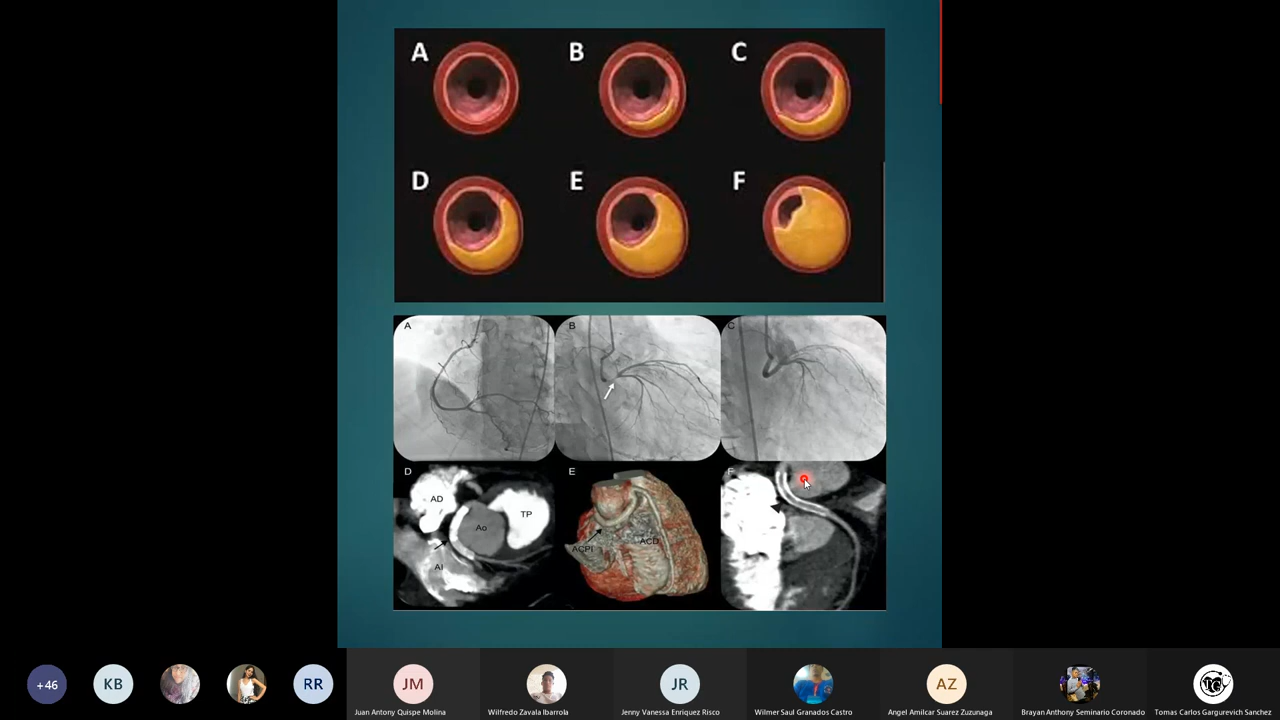 A B C
D E F
A B C
D E F
AD
TP
Ao
AI
ACPI
ACD
+46
KB
RR
JM
JR
AZ
Juan Antony Quispe Molina
Wilfredo Zavala Ibarrola
Jenny Vanessa Enriquez Risco
Wilmer Saul Granados Castro
Angel Amilcar Suarez Zuzunaga
Brayan Anthony Seminario Coronado
Tomas Carlos Gargurevich Sanchez